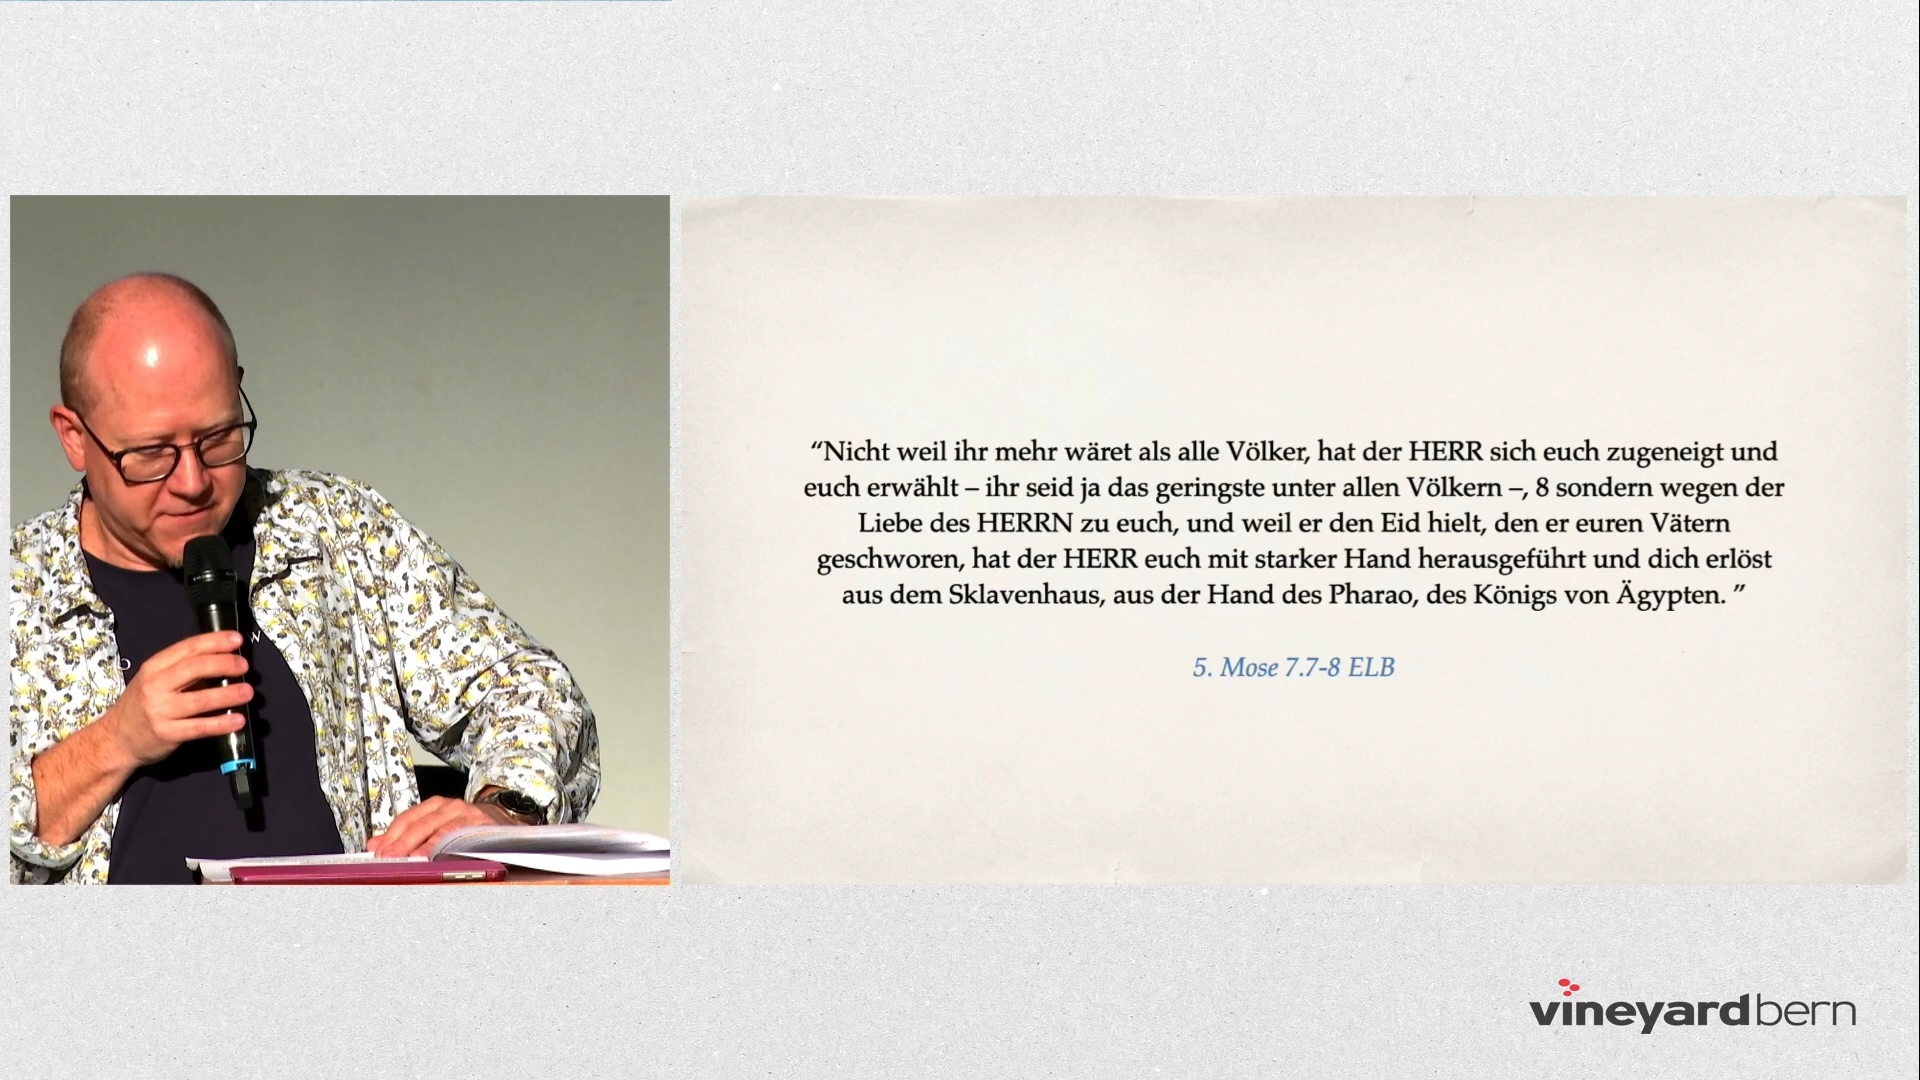 “Nicht weil ihr mehr wäret als alle Völker, hat der HERR sich euch zugeneigt und
euch erwählt – ihr seid ja das geringste unter allen Völkern –, 8 sondern wegen der
Liebe des HERRN zu euch, und weil er den Eid hielt, den er euren Vätern
geschworen, hat der HERR euch mit starker Hand herausgeführt und dich erlöst
aus dem Sklavenhaus, aus der Hand des Pharao, des Königs von Ägypten. ”
5. Mose 7.7-8 ELB
vineyardbern